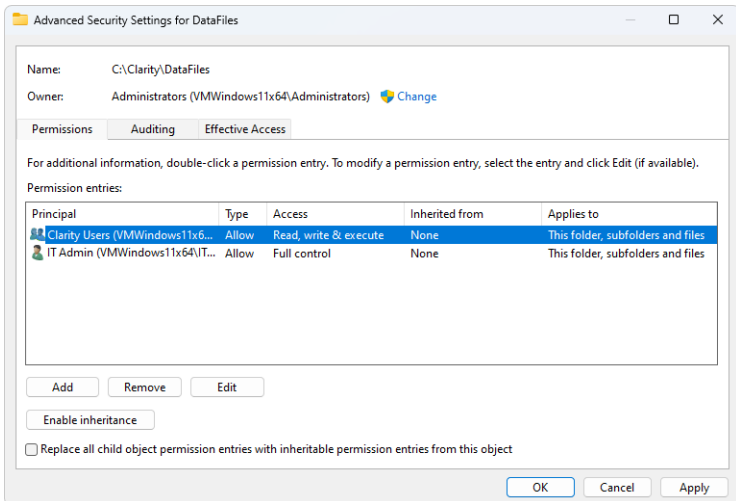 Advanced Security Settings for DataFiles
Name: C:\Clarity\DataFiles
Owner: Administrators (VMWindows11x64\Administrators) Change
Permissions Auditing Effective Access
For additional information, double-click a permission entry. To modify a permission entry, select the entry and click Edit (if available).
Permission entries:
Principal Type Access Inherited from Applies to
Clarity Users (VMWindows11x6... Allow Read, write & execute None This folder, subfolders and files
IT Admin (VMWindows11x64\IT... Allow Full control None This folder, subfolders and files
Add Remove Edit
Enable inheritance
Replace all child object permission entries with inheritable permission entries from this object
OK Cancel Apply